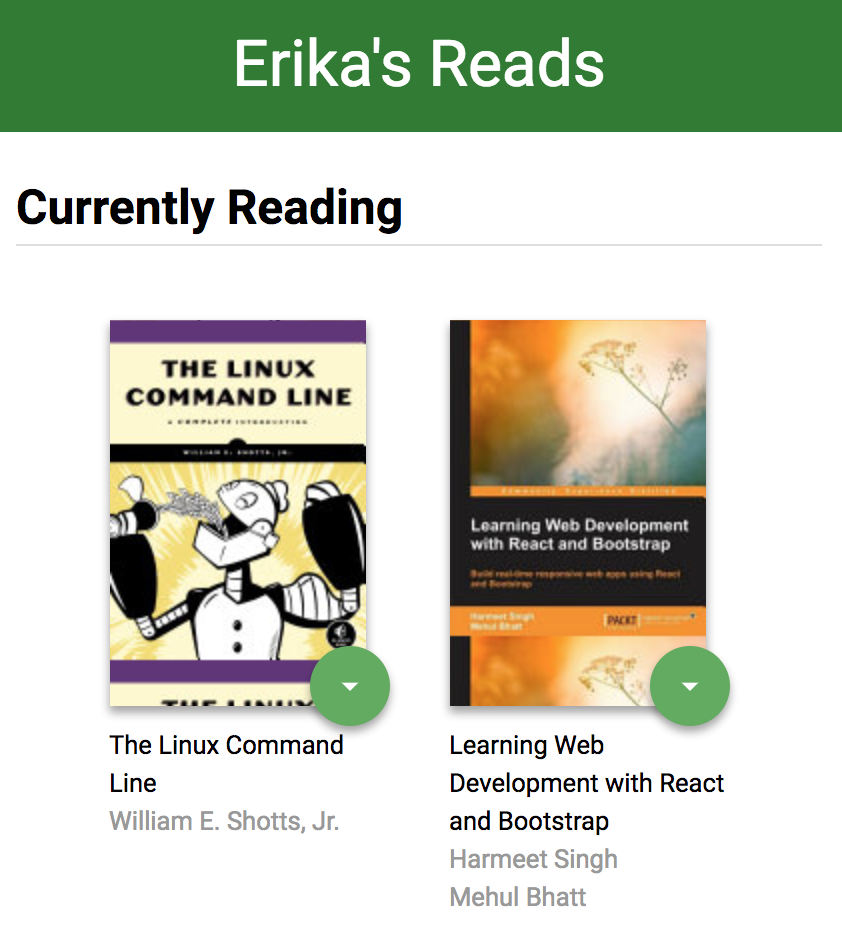 Erika's Reads
Currently Reading
THE LINUX
COMMAND LINE
A COMPLETE INTRODUCTION
WILLIAM E. SHOTTS, JR.
THE LINUX
The Linux Command
Line
William E. Shotts, Jr.
Community Experience Distilled
Learning Web Development
with React and Bootstrap
Build real-time responsive web apps using React
and Bootstrap
Harmeet Singh
Mehul Bhatt
PACKT
Learning Web
Development with React
and Bootstrap
Harmeet Singh
Mehul Bhatt